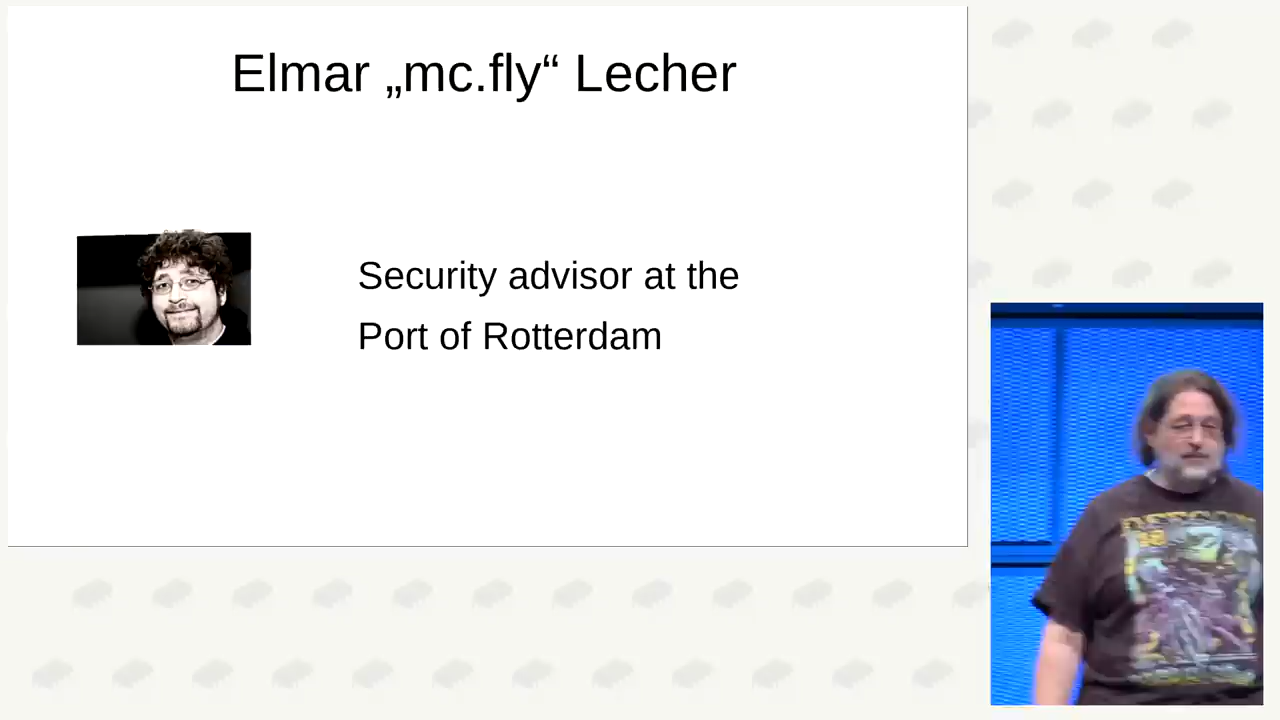 Elmar „mc.fly“ Lecher
Security advisor at the
Port of Rotterdam